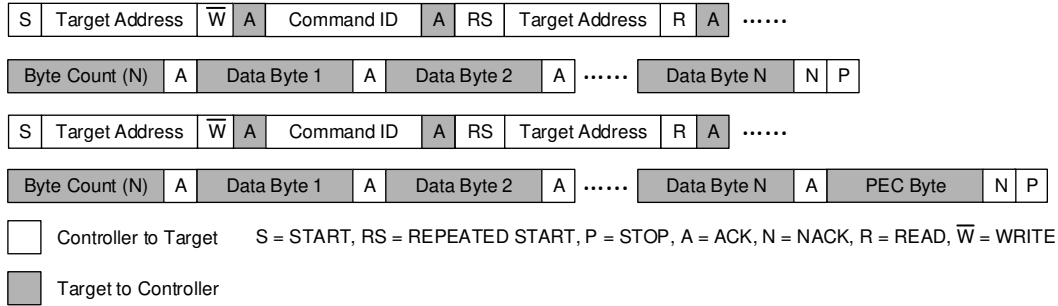 S Target Address W̅ A Command ID A RS Target Address R A ......
Byte Count (N) A Data Byte 1 A Data Byte 2 A ...... Data Byte N N P
S Target Address W̅ A Command ID A RS Target Address R A ......
Byte Count (N) A Data Byte 1 A Data Byte 2 A ...... Data Byte N A PEC Byte N P
Controller to Target S = START, RS = REPEATED START, P = STOP, A = ACK, N = NACK, R = READ, W̅ = WRITE
Target to Controller